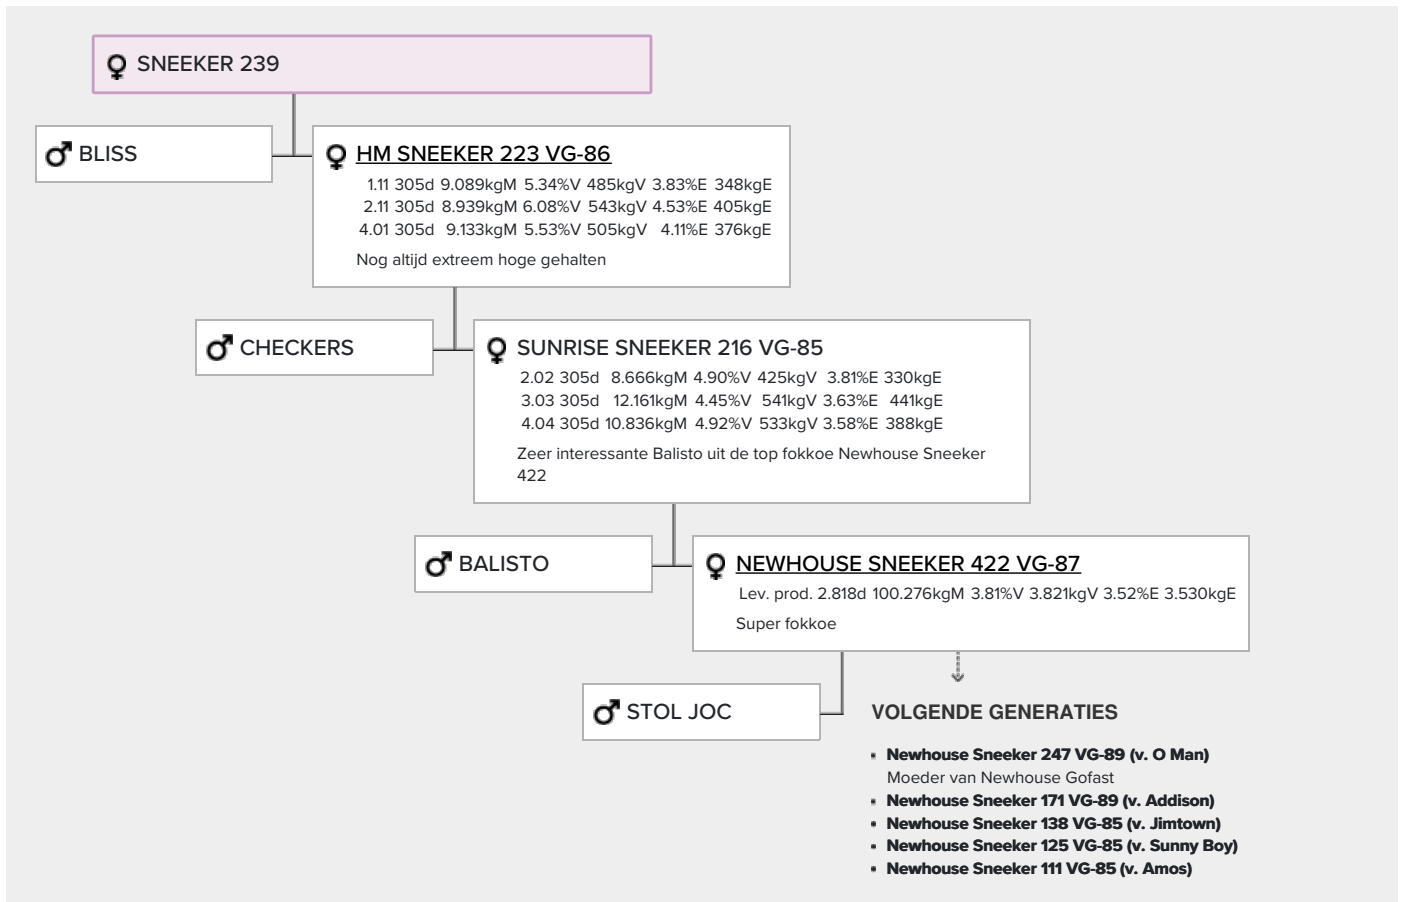 SNEEKER 239
BLISS
HM SNEEKER 223 VG-86
1.11 305d 9.089kgM 5.34%V 485kgV 3.83%E 348kgE
2.11 305d 8.939kgM 6.08%V 543kgV 4.53%E 405kgE
4.01 305d 9.133kgM 5.53%V 505kgV 4.11%E 376kgE
Nog altijd extreem hoge gehalten
CHECKERS
SUNRISE SNEEKER 216 VG-85
2.02 305d 8.666kgM 4.90%V 425kgV 3.81%E 330kgE
3.03 305d 12.161kgM 4.45%V 541kgV 3.63%E 441kgE
4.04 305d 10.836kgM 4.92%V 533kgV 3.58%E 388kgE
Zeer interessante Balisto uit de top fokkoe Newhouse Sneeker
422
BALISTO
NEWHOUSE SNEEKER 422 VG-87
Lev. prod. 2.818d 100.276kgM 3.81%V 3.821kgV 3.52%E 3.530kgE
Super fokkoe
STOL JOC
VOLGENDE GENERATIES
Newhouse Sneeker 247 VG-89 (v. O Man)
Moeder van Newhouse Gofast
Newhouse Sneeker 171 VG-89 (v. Addison)
Newhouse Sneeker 138 VG-85 (v. Jimtown)
Newhouse Sneeker 125 VG-85 (v. Sunny Boy)
Newhouse Sneeker 111 VG-85 (v. Amos)